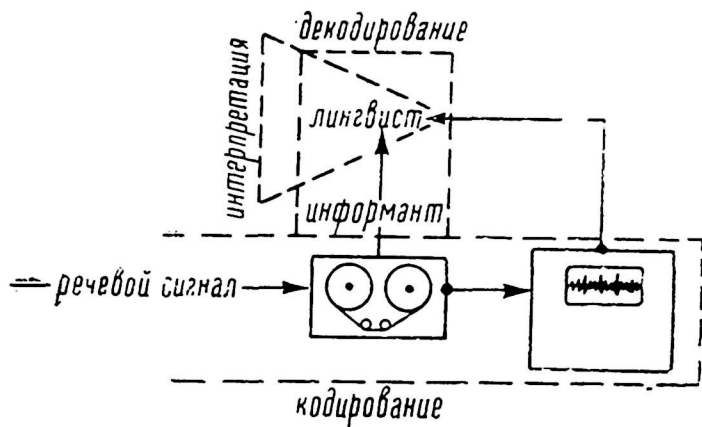 декодирование
интерпретация
лингвист
информант
речевой сигнал
кодирование